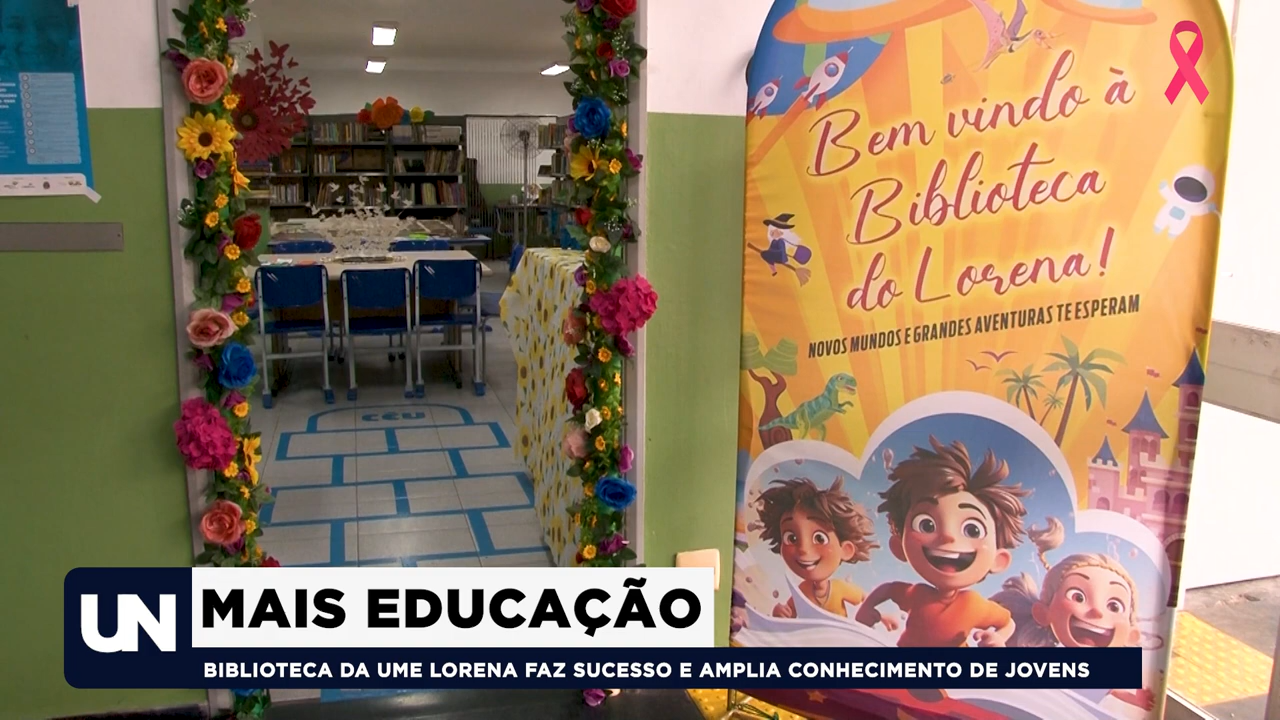 Bem vindo à
Biblioteca
do Lorena!
NOVOS MUNDOS E GRANDES AVENTURAS TE ESPERAM
CÉU
UN
MAIS EDUCAÇÃO
BIBLIOTECA DA UME LORENA FAZ SUCESSO E AMPLIA CONHECIMENTO DE JOVENS